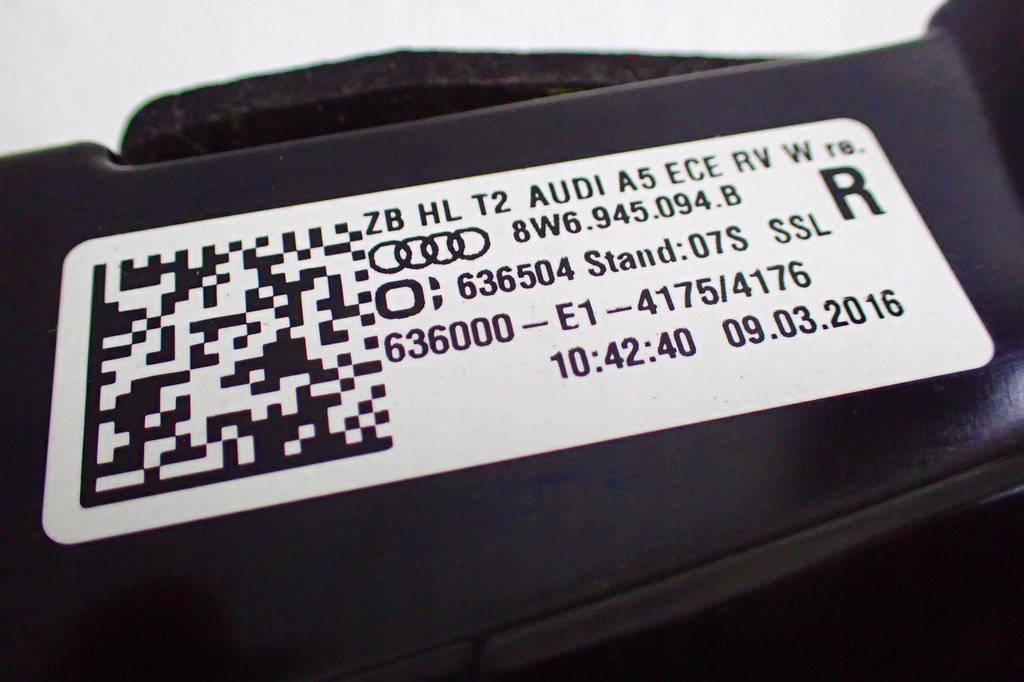 ZB HL T2 AUDI A5 ECE RV W re.
8W6.945.094.B R
636504 Stand:07S SSL
636000-E1-4175/4176
10:42:40 09.03.2016